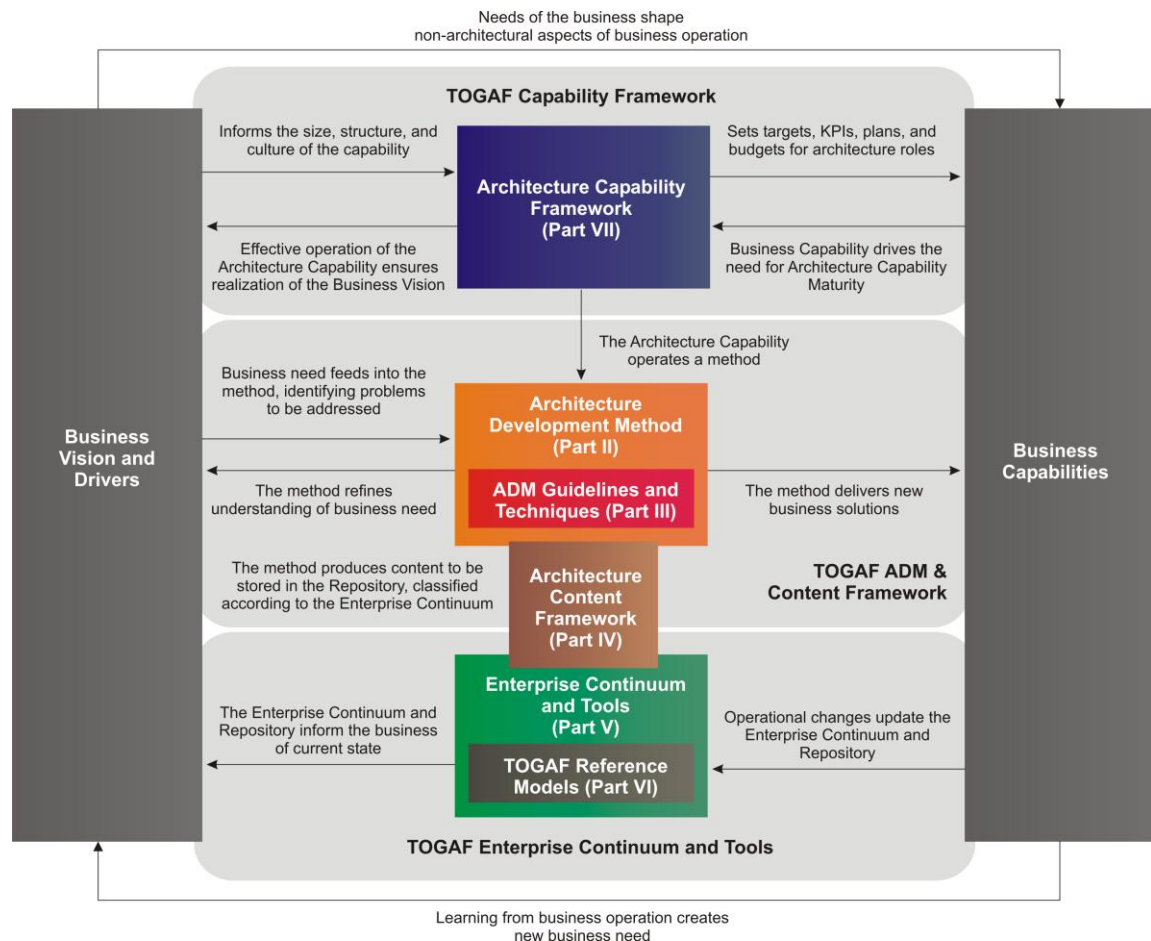 Needs of the business shape
non-architectural aspects of business operation
TOGAF Capability Framework
Informs the size, structure, and
culture of the capability
Architecture Capability
Framework
(Part VII)
Sets targets, KPIs, plans, and
budgets for architecture roles
Effective operation of the
Architecture Capability ensures
realization of the Business Vision
Business Capability drives the
need for Architecture Capability
Maturity
The Architecture Capability
operates a method
Business need feeds into the
method, identifying problems
to be addressed
Architecture
Development Method
(Part II)
Business
Vision and
Drivers
Business
Capabilities
ADM Guidelines and
Techniques (Part III)
The method refines
understanding of business need
The method delivers new
business solutions
The method produces content to be
stored in the Repository, classified
according to the Enterprise Continuum
Architecture
Content
Framework
(Part IV)
TOGAF ADM &
Content Framework
Enterprise Continuum
and Tools
(Part V)
The Enterprise Continuum and
Repository inform the business
of current state
Operational changes update the
Enterprise Continuum and
Repository
TOGAF Reference
Models (Part VI)
TOGAF Enterprise Continuum and Tools
Learning from business operation creates
new business need